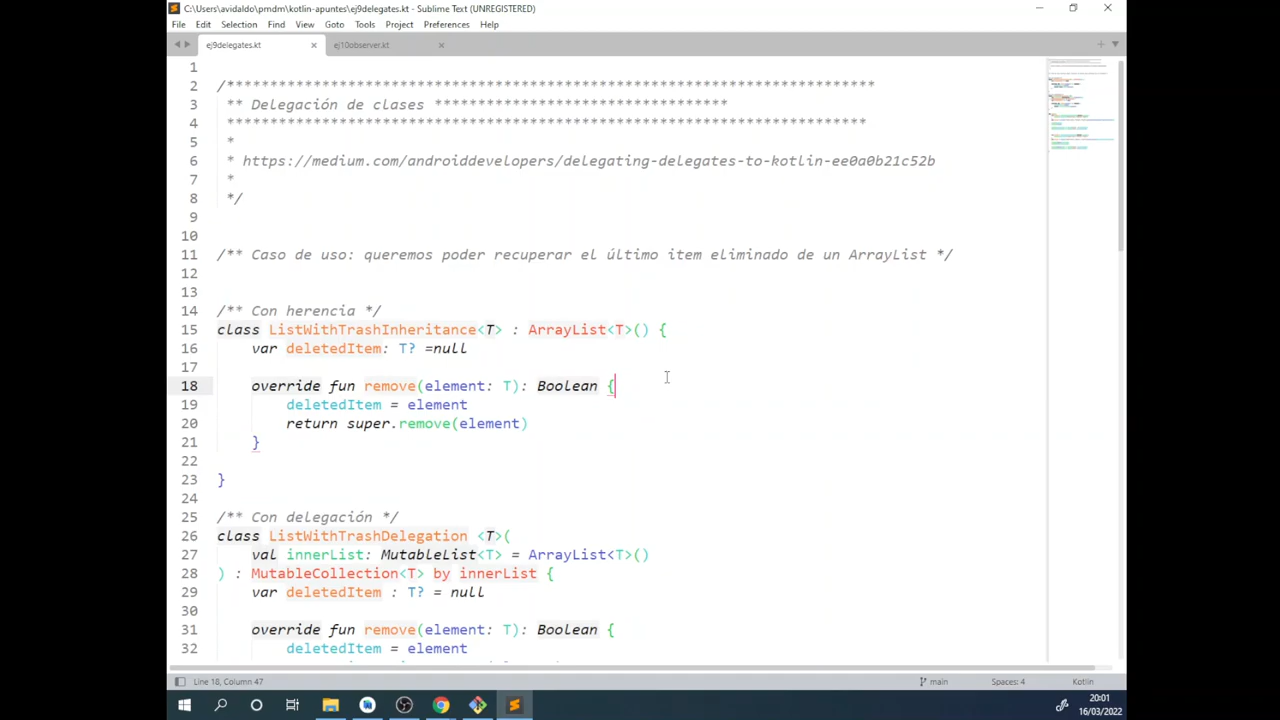 C:\Users\avidaldo\pmdm\kotlin-apuntes\ej9delegates.kt - Sublime Text (UNREGISTERED)
File Edit Selection Find View Goto Tools Project Preferences Help
ej9delegates.kt ej10observer.kt
1
2 /***************************************************************************
3 ** Delegación de clases ***********************************
4 **************************************************************************
5 *
6 * https://medium.com/androiddevelopers/delegating-delegates-to-kotlin-ee0a0b21c52b
7 *
8 */
9
10
11 /** Caso de uso: queremos poder recuperar el último item eliminado de un ArrayList */
12
13
14 /** Con herencia */
15 class ListWithTrashInheritance<T> : ArrayList<T>() {
16 var deletedItem: T? =null
17
18 override fun remove(element: T): Boolean {
19 deletedItem = element
20 return super.remove(element)
21 }
22
23 }
24
25 /** Con delegación */
26 class ListWithTrashDelegation <T>(
27 val innerList: MutableList<T> = ArrayList<T>()
28 ) : MutableCollection<T> by innerList {
29 var deletedItem : T? = null
30
31 override fun remove(element: T): Boolean {
32 deletedItem = element
Line 18, Column 47 main Spaces: 4 Kotlin
20:01
16/03/2022